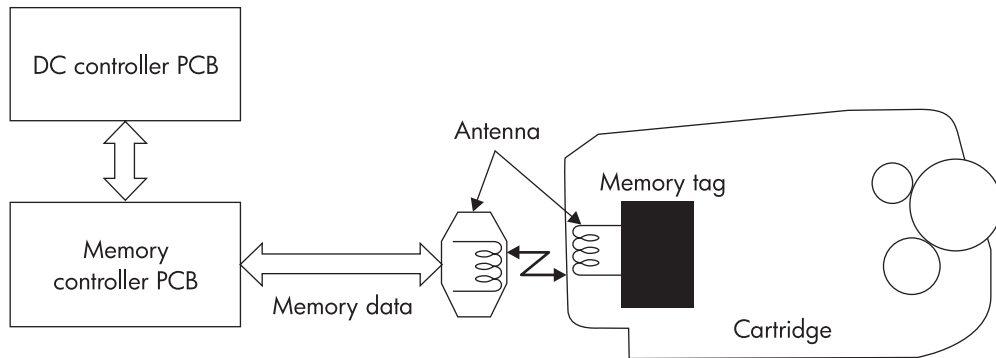 DC controller PCB
Antenna
Memory tag
Memory
controller PCB
Memory data
Cartridge